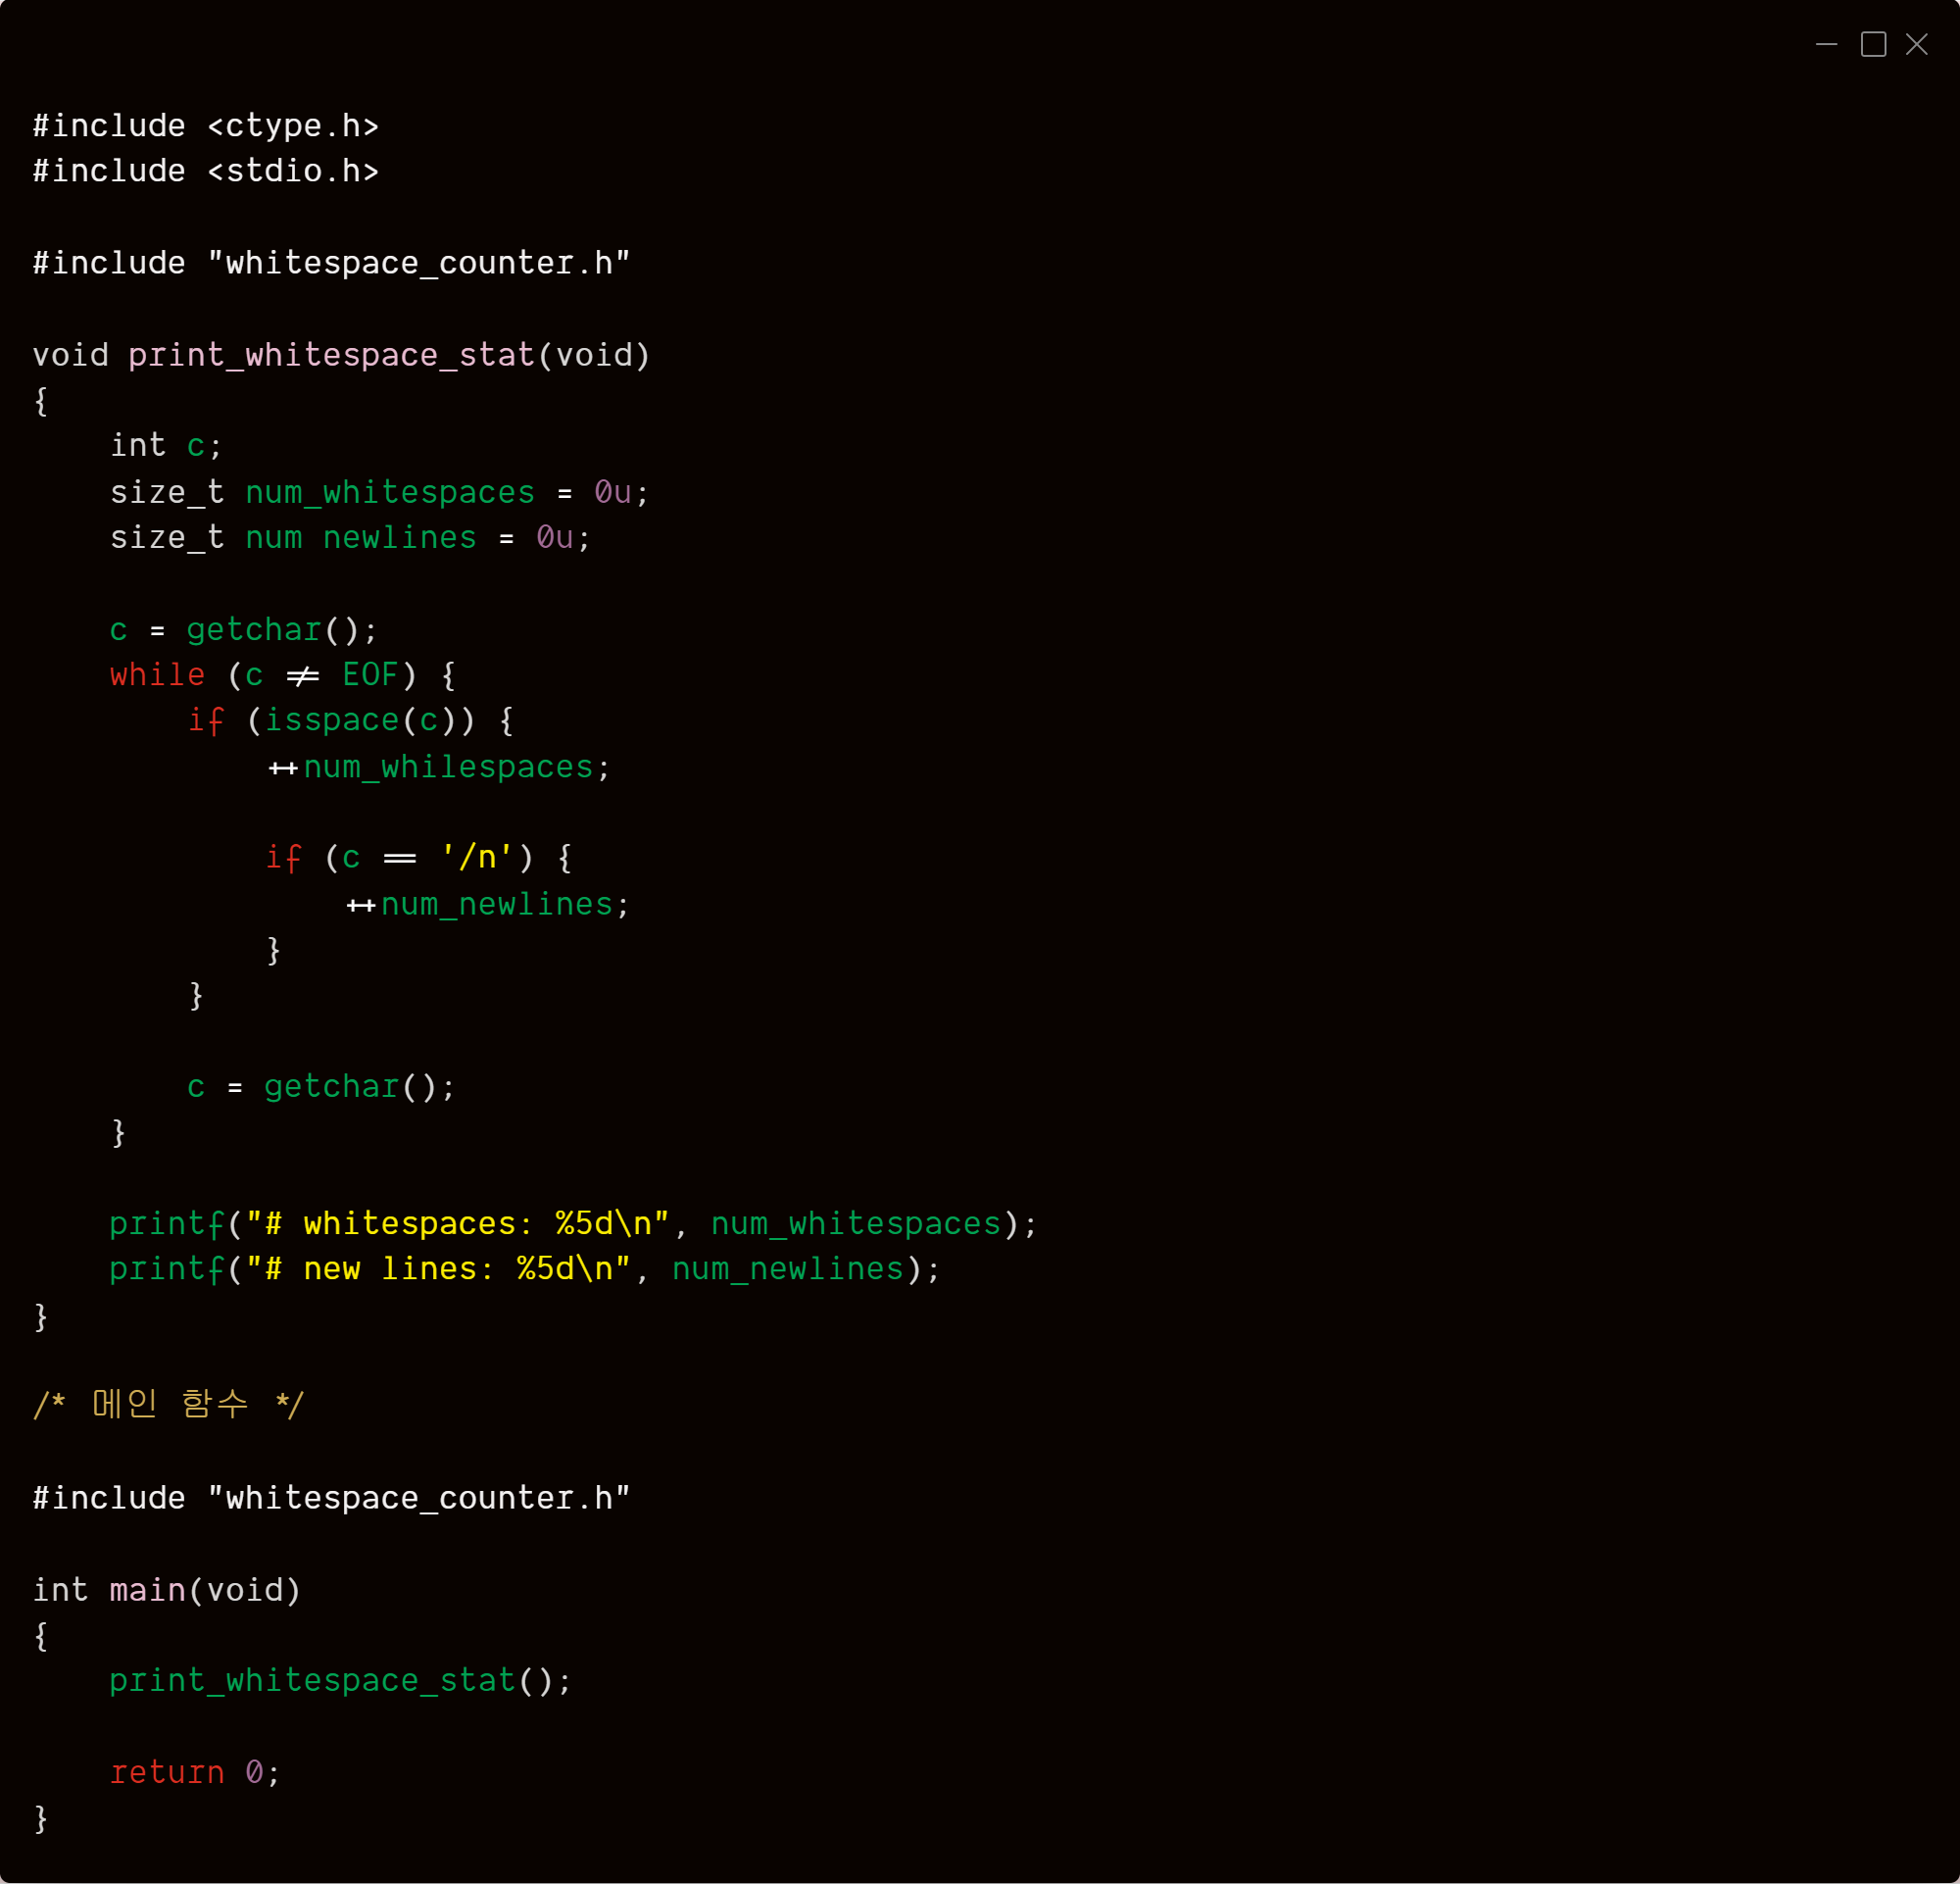 #include <ctype.h>
#include <stdio.h>
#include "whitespace_counter.h"
void print_whitespace_stat(void)
{
int c;
size_t num_whitespaces = 0u;
size_t num newlines = 0u;
c = getchar();
while (c != EOF) {
if (isspace(c)) {
++num_whilespaces;
if (c == '/n') {
++num_newlines;
}
}
c = getchar();
}
printf("# whitespaces: %5d\n", num_whitespaces);
printf("# new lines: %5d\n", num_newlines);
}
/* 메인 함수 */
#include "whitespace_counter.h"
int main(void)
{
print_whitespace_stat();
return 0;
}